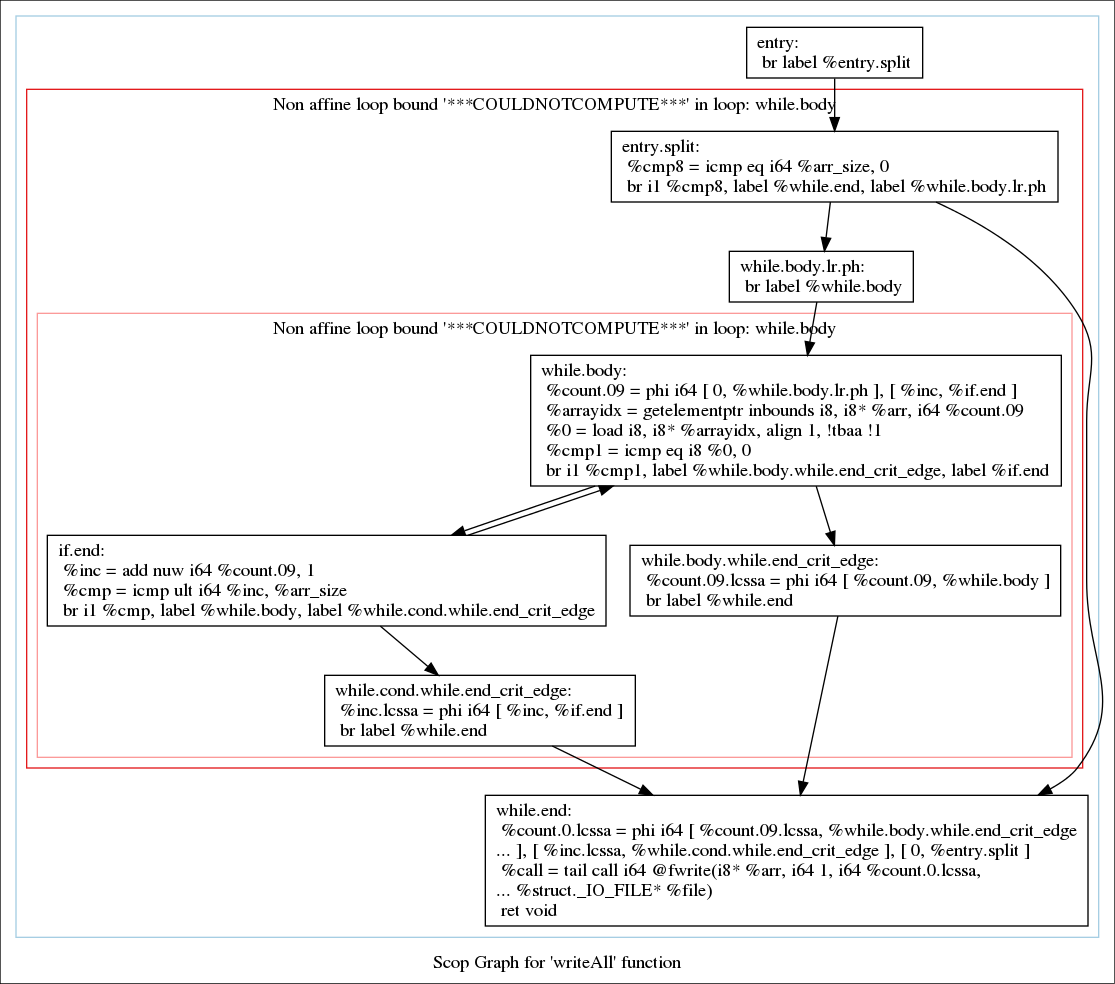 entry:
br label %entry.split
Non affine loop bound '***COULDNOTCOMPUTE***' in loop: while.body
entry.split:
%cmp8 = icmp eq i64 %arr_size, 0
br i1 %cmp8, label %while.end, label %while.body.lr.ph
while.body.lr.ph:
br label %while.body
Non affine loop bound '***COULDNOTCOMPUTE***' in loop: while.body
while.body:
%count.09 = phi i64 [ 0, %while.body.lr.ph ], [ %inc, %if.end ]
%arrayidx = getelementptr inbounds i8, i8* %arr, i64 %count.09
%0 = load i8, i8* %arrayidx, align 1, !tbaa !1
%cmp1 = icmp eq i8 %0, 0
br i1 %cmp1, label %while.body.while.end_crit_edge, label %if.end
if.end:
%inc = add nuw i64 %count.09, 1
%cmp = icmp ult i64 %inc, %arr_size
br i1 %cmp, label %while.body, label %while.cond.while.end_crit_edge
while.body.while.end_crit_edge:
%count.09.lcssa = phi i64 [ %count.09, %while.body ]
br label %while.end
while.cond.while.end_crit_edge:
%inc.lcssa = phi i64 [ %inc, %if.end ]
br label %while.end
while.end:
%count.0.lcssa = phi i64 [ %count.09.lcssa, %while.body.while.end_crit_edge
... ], [ %inc.lcssa, %while.cond.while.end_crit_edge ], [ 0, %entry.split ]
%call = tail call i64 @fwrite(i8* %arr, i64 1, i64 %count.0.lcssa,
... %struct._IO_FILE* %file)
ret void
Scop Graph for 'writeAll' function